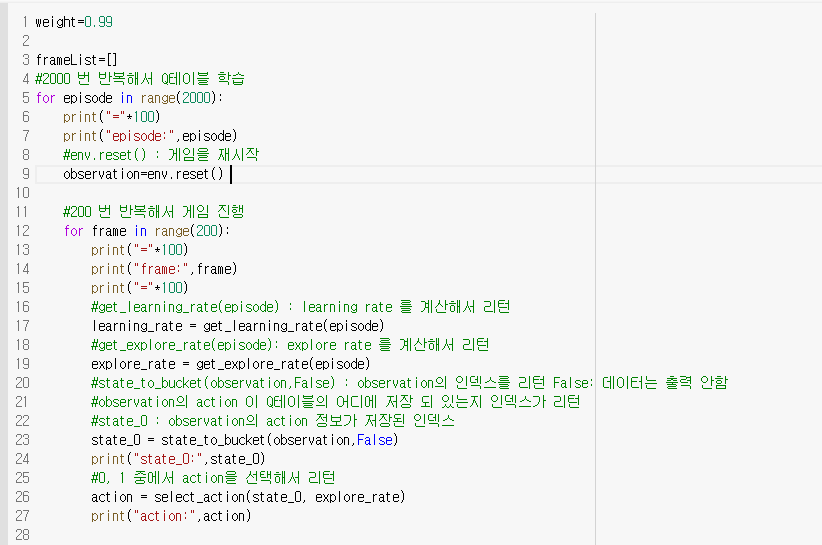 1 weight=0.99
2
3 frameList=[]
4 #2000 번 반복해서 Q테이블 학습
5 for episode in range(2000):
6     print("="*100)
7     print("episode:",episode)
8     #env.reset() : 게임을 재시작
9     observation=env.reset()
10
11     #200 번 반복해서 게임 진행
12     for frame in range(200):
13         print("="*100)
14         print("frame:",frame)
15         print("="*100)
16         #get_learning_rate(episode) : learning rate 를 계산해서 리턴
17         learning_rate = get_learning_rate(episode)
18         #get_explore_rate(episode): explore rate 를 계산해서 리턴
19         explore_rate = get_explore_rate(episode)
20         #state_to_bucket(observation,False) : observation의 인덱스를 리턴 False: 데이터는 출력 안함
21         #observation의 action 이 Q테이블의 어디에 저장 되 있는지 인덱스가 리턴
22         #state_0 : observation의 action 정보가 저장된 인덱스
23         state_0 = state_to_bucket(observation,False)
24         print("state_0:",state_0)
25         #0, 1 중에서 action을 선택해서 리턴
26         action = select_action(state_0, explore_rate)
27         print("action:",action)
28